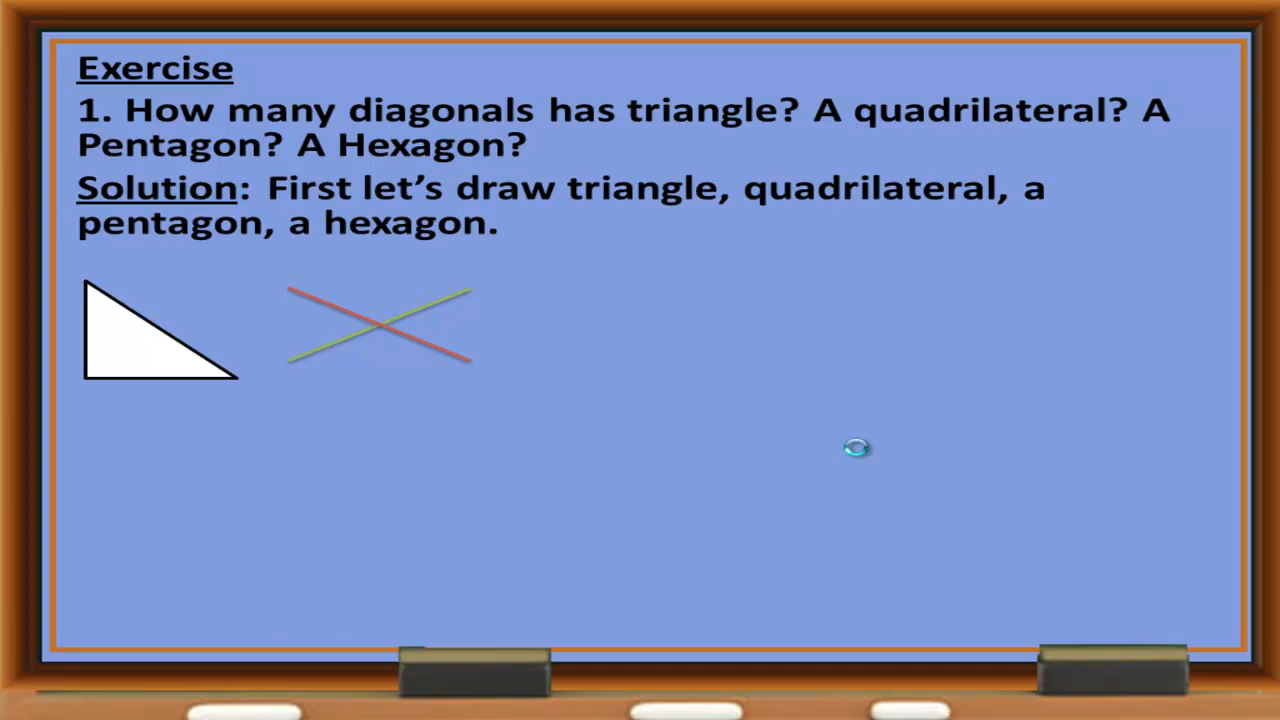 Exercise
1. How many diagonals has triangle? A quadrilateral? A
Pentagon? A Hexagon?
Solution: First let’s draw triangle, quadrilateral, a
pentagon, a hexagon.